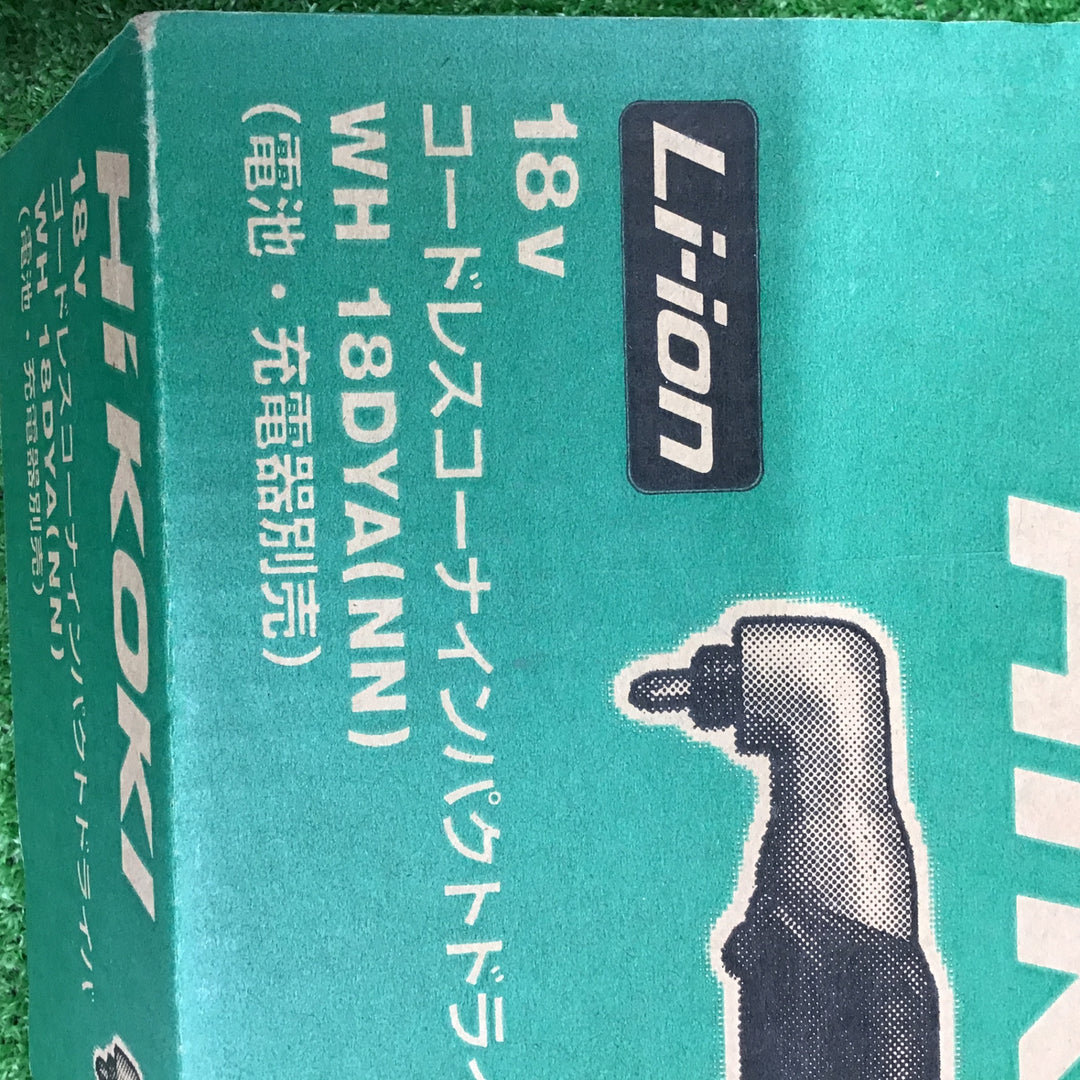 Li-ion
18v
コードレスコーナインパクトドライ
WH 18DYA(NN)
(電池・充電器別売)
HiKOKI
18v
コードレスコーナインパクトドライバ
WH 18DYA(NN)
(電池・充電器別売)
HiK